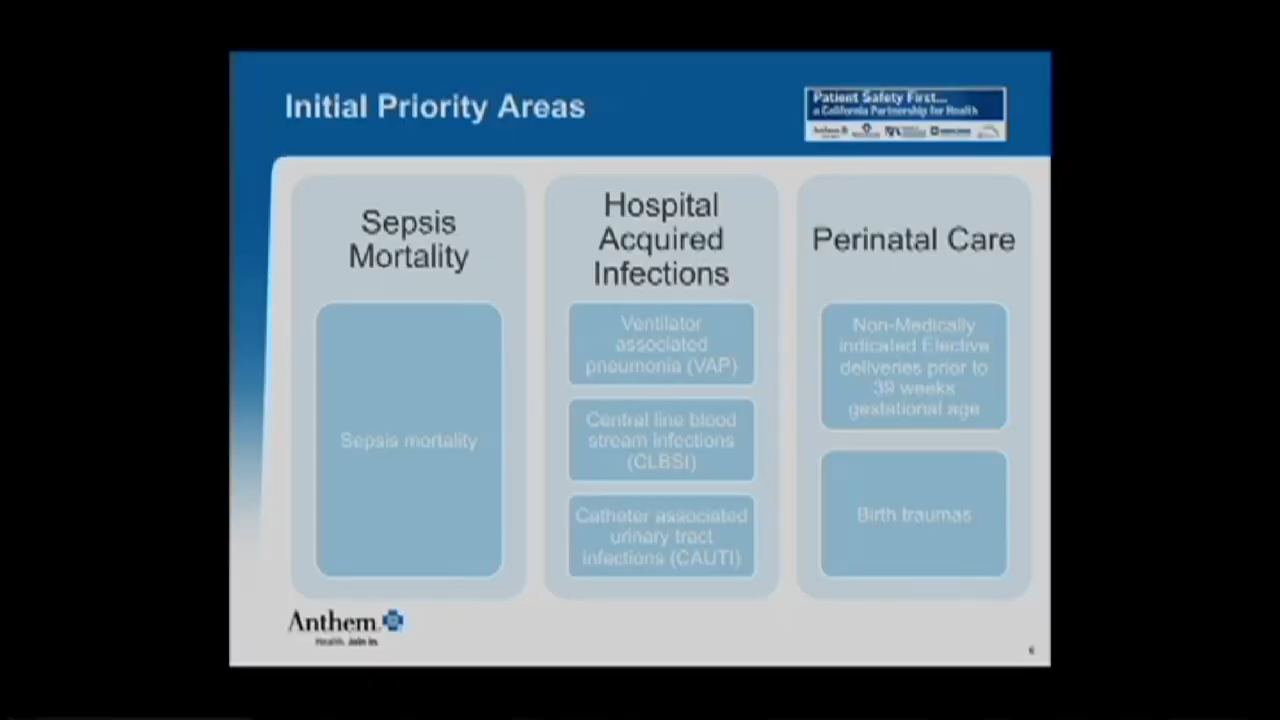 Initial Priority Areas
Patient Safety First...
a California Partnership for Health
Anthem
Sepsis
Mortality
Sepsis mortality
Hospital
Acquired
Infections
Ventilator
associated
pneumonia (VAP)
Central line blood
stream infections
(CLBSI)
Catheter associated
urinary tract
infections (CAUTI)
Perinatal Care
Non-Medically
indicated Elective
deliveries prior to
39 weeks
gestational age
Birth traumas
Anthem
Health. Join in.
6